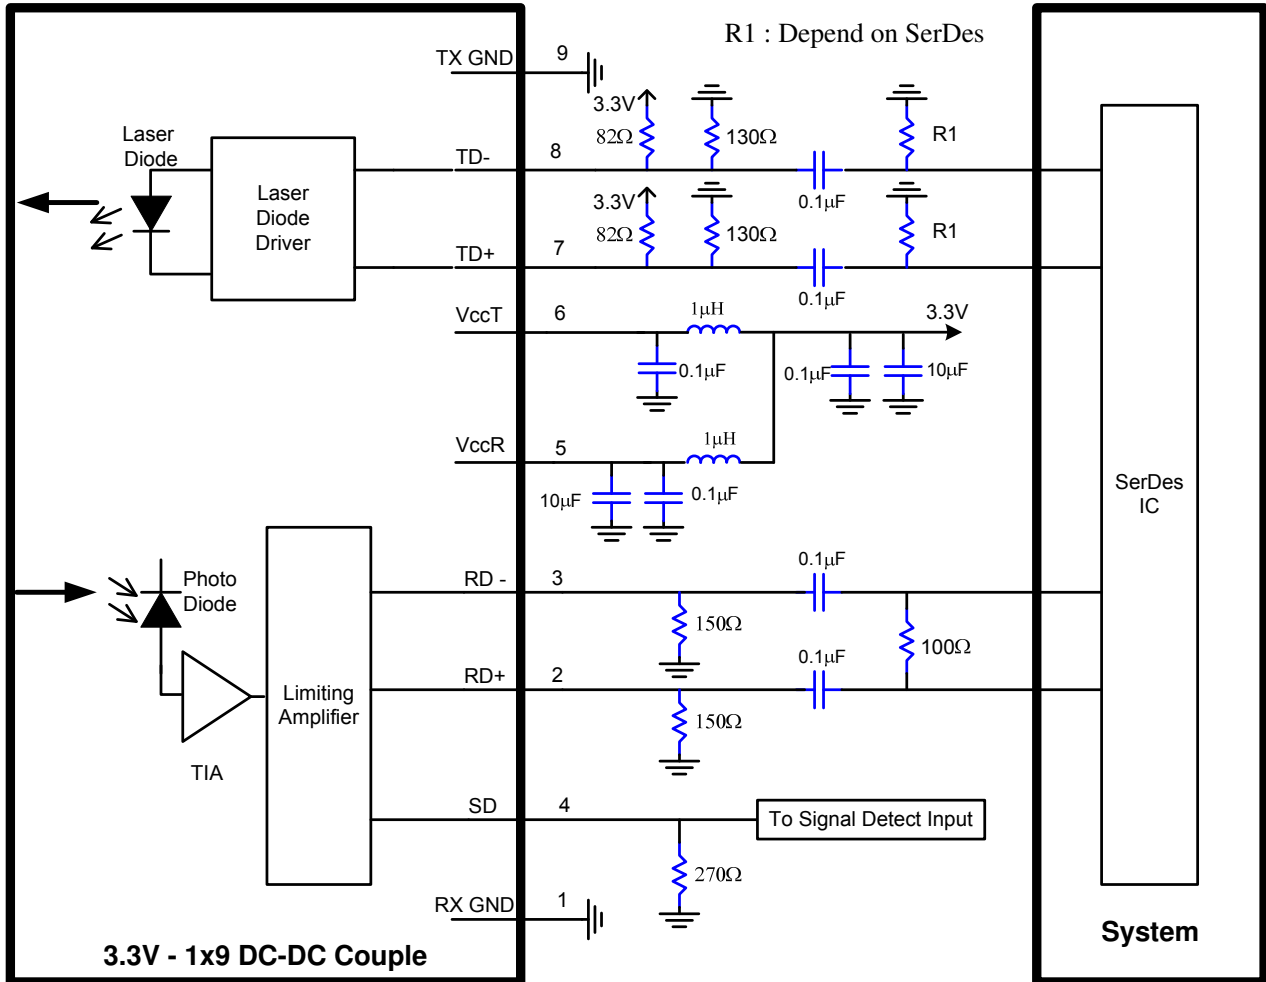 R1 : Depend on SerDes
TX GND
9
3.3V
82Ω
130Ω
R1
Laser
Diode
TD-
8
0.1μF
Laser
Diode
Driver
3.3V
82Ω
130Ω
R1
TD+
7
0.1μF
VccT
6
1μH
3.3V
0.1μF
0.1μF
10μF
VccR
5
1μH
10μF
0.1μF
SerDes
IC
Photo
Diode
RD -
3
0.1μF
150Ω
100Ω
RD+
2
0.1μF
150Ω
Limiting
Amplifier
TIA
SD
4
To Signal Detect Input
270Ω
RX GND
1
3.3V - 1x9 DC-DC Couple
System